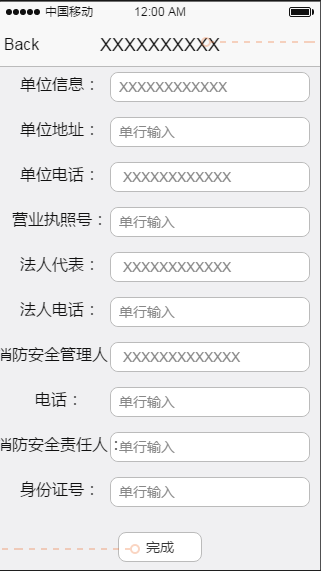 中国移动 12:00 AM
Back XXXXXXXXXX
单位信息： XXXXXXXXXXXX
单位地址： 单行输入
单位电话： XXXXXXXXXXXX
营业执照号： 单行输入
法人代表： XXXXXXXXXXXX
法人电话： 单行输入
消防安全管理人 XXXXXXXXXXXXX
电话： 单行输入
消防安全责任人： 单行输入
身份证号： 单行输入
完成